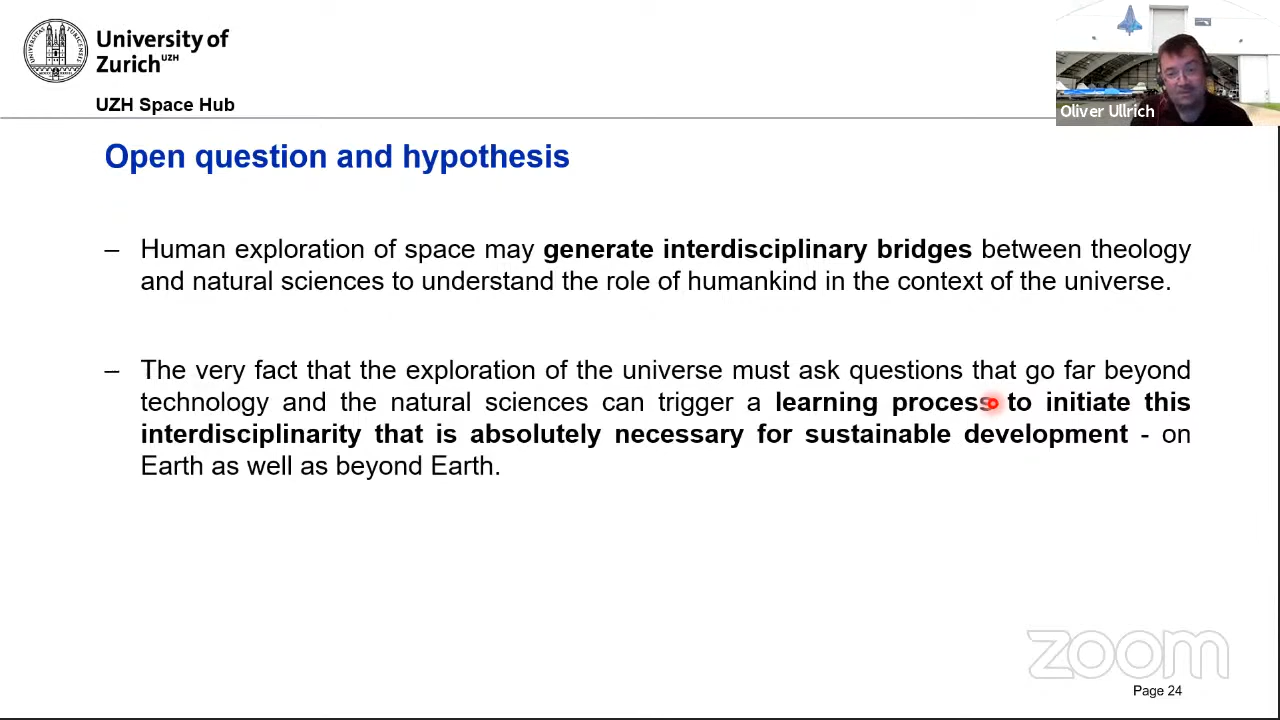 University of
Zurich UZH
UZH Space Hub
Oliver Ullrich
Open question and hypothesis
– Human exploration of space may generate interdisciplinary bridges between theology
and natural sciences to understand the role of humankind in the context of the universe.
– The very fact that the exploration of the universe must ask questions that go far beyond
technology and the natural sciences can trigger a learning process to initiate this
interdisciplinarity that is absolutely necessary for sustainable development - on
Earth as well as beyond Earth.
zoom
Page 24